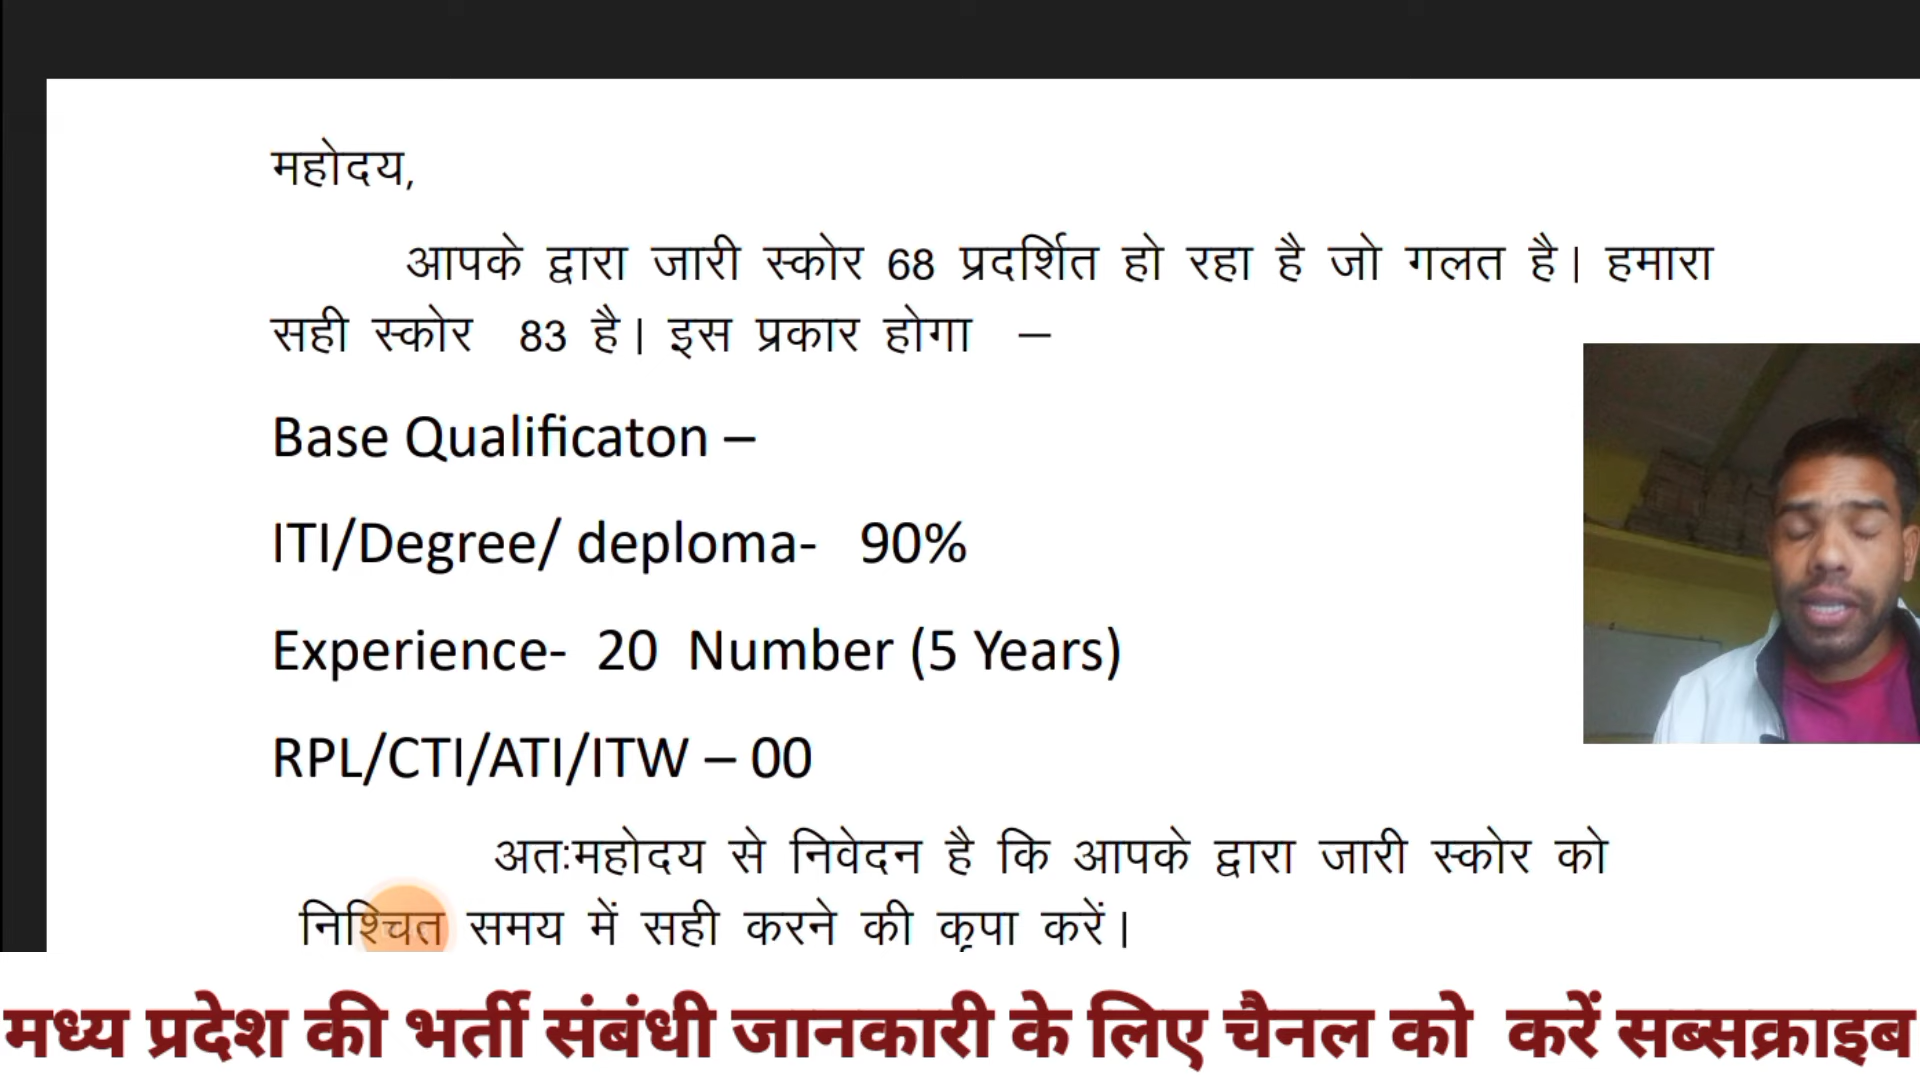 महोदय,
आपके द्वारा जारी स्कोर 68 प्रदर्शित हो रहा है जो गलत है। हमारा
सही स्कोर 83 है। इस प्रकार होगा –
Base Qualificaton –
ITI/Degree/ deploma- 90%
Experience- 20 Number (5 Years)
RPL/CTI/ATI/ITW – 00
अतःमहोदय से निवेदन है कि आपके द्वारा जारी स्कोर को
निश्चित समय में सही करने की कृपा करें।
मध्य प्रदेश की भर्ती संबंधी जानकारी के लिए चैनल को करें सब्सक्राइब